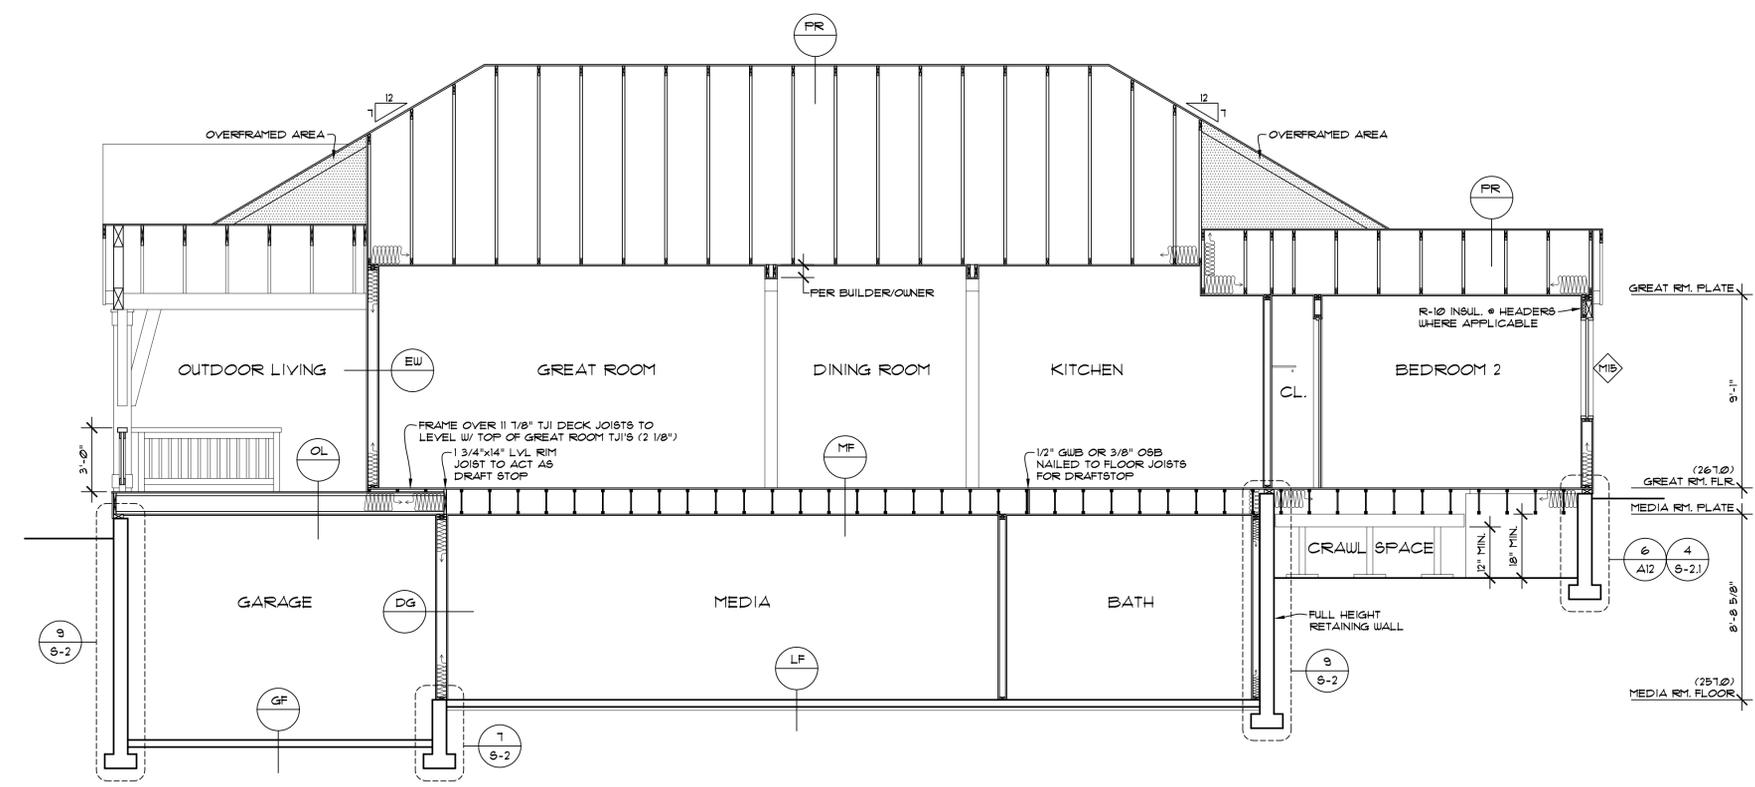 PR
12
7
12
7
OVERFRAMED AREA
OVERFRAMED AREA
PR
PER BUILDER/OWNER
GREAT RM. PLATE
R-10 INSUL. @ HEADERS
WHERE APPLICABLE
OUTDOOR LIVING
EW
GREAT ROOM
DINING ROOM
KITCHEN
CL.
BEDROOM 2
M15
9'-1"
3'-0"
FRAME OVER 11 7/8" TJI DECK JOISTS TO
LEVEL W/ TOP OF GREAT ROOM TJI'S (2 1/8")
1 3/4"x14" LVL RIM
JOIST TO ACT AS
DRAFT STOP
OL
MF
1/2" GWB OR 3/8" OSB
NAILED TO FLOOR JOISTS
FOR DRAFTSTOP
(267.0)
GREAT RM. FLR.
MEDIA RM. PLATE
CRAWL SPACE
12" MIN.
18" MIN.
6
A12
4
S-2.1
GARAGE
DG
MEDIA
BATH
FULL HEIGHT
RETAINING WALL
8'-8 5/8"
9
S-2
LF
9
S-2
(257.0)
MEDIA RM. FLOOR
GF
7
S-2